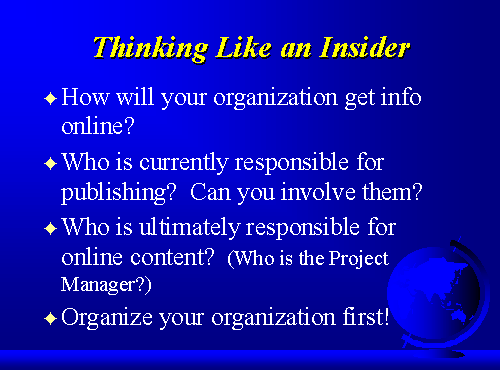 Thinking Like an Insider
How will your organization get info
online?
Who is currently responsible for
publishing?  Can you involve them?
Who is ultimately responsible for
online content?  (Who is the Project
Manager?)
Organize your organization first!